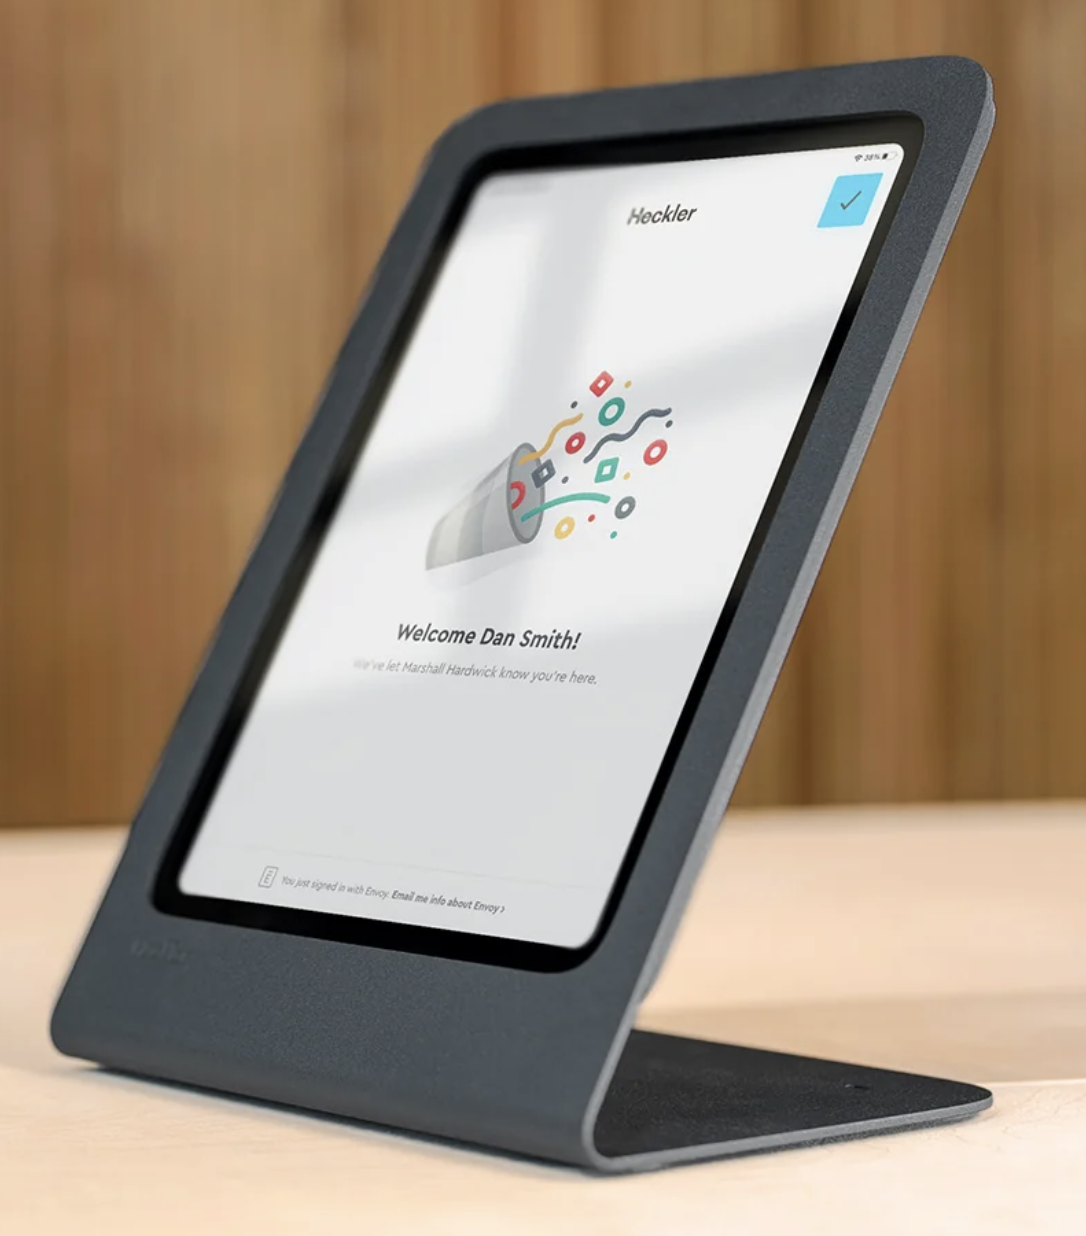 38%
Heckler
Welcome Dan Smith!
We've let Marshall Hardwick know you're here.
You just signed in with Envoy. Email me info about Envoy ›